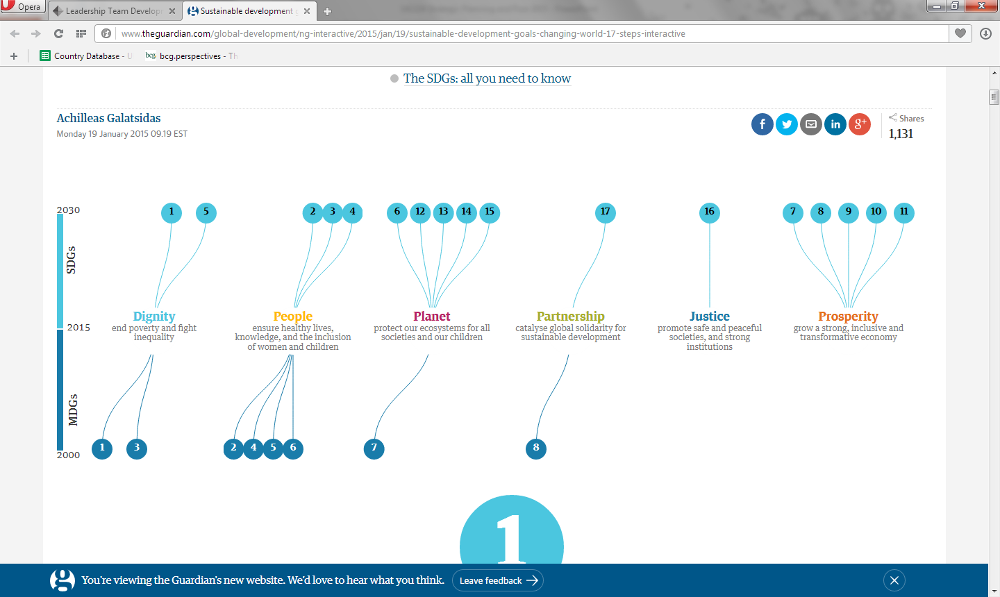 Opera
Leadership Team Develop
Sustainable development
www.theguardian.com/global-development/ng-interactive/2015/jan/19/sustainable-development-goals-changing-world-17-steps-interactive
Country Database - U
bcg bcg.perspectives - Th
The SDGs: all you need to know
Achilleas Galatsidas
Monday 19 January 2015 09.19 EST
f in g+
Shares
1,131
2030
1 5 2 3 4 6 12 13 14 15 17 16 7 8 9 10 11
SDGs
2015
Dignity
end poverty and fight
inequality
People
ensure healthy lives,
knowledge, and the inclusion
of women and children
Planet
protect our ecosystems for all
societies and our children
Partnership
catalyse global solidarity for
sustainable development
Justice
promote safe and peaceful
societies, and strong
institutions
Prosperity
grow a strong, inclusive and
transformative economy
MDGs
1 3 2 4 5 6 7 8
2000
1
You're viewing the Guardian's new website. We'd love to hear what you think.
Leave feedback